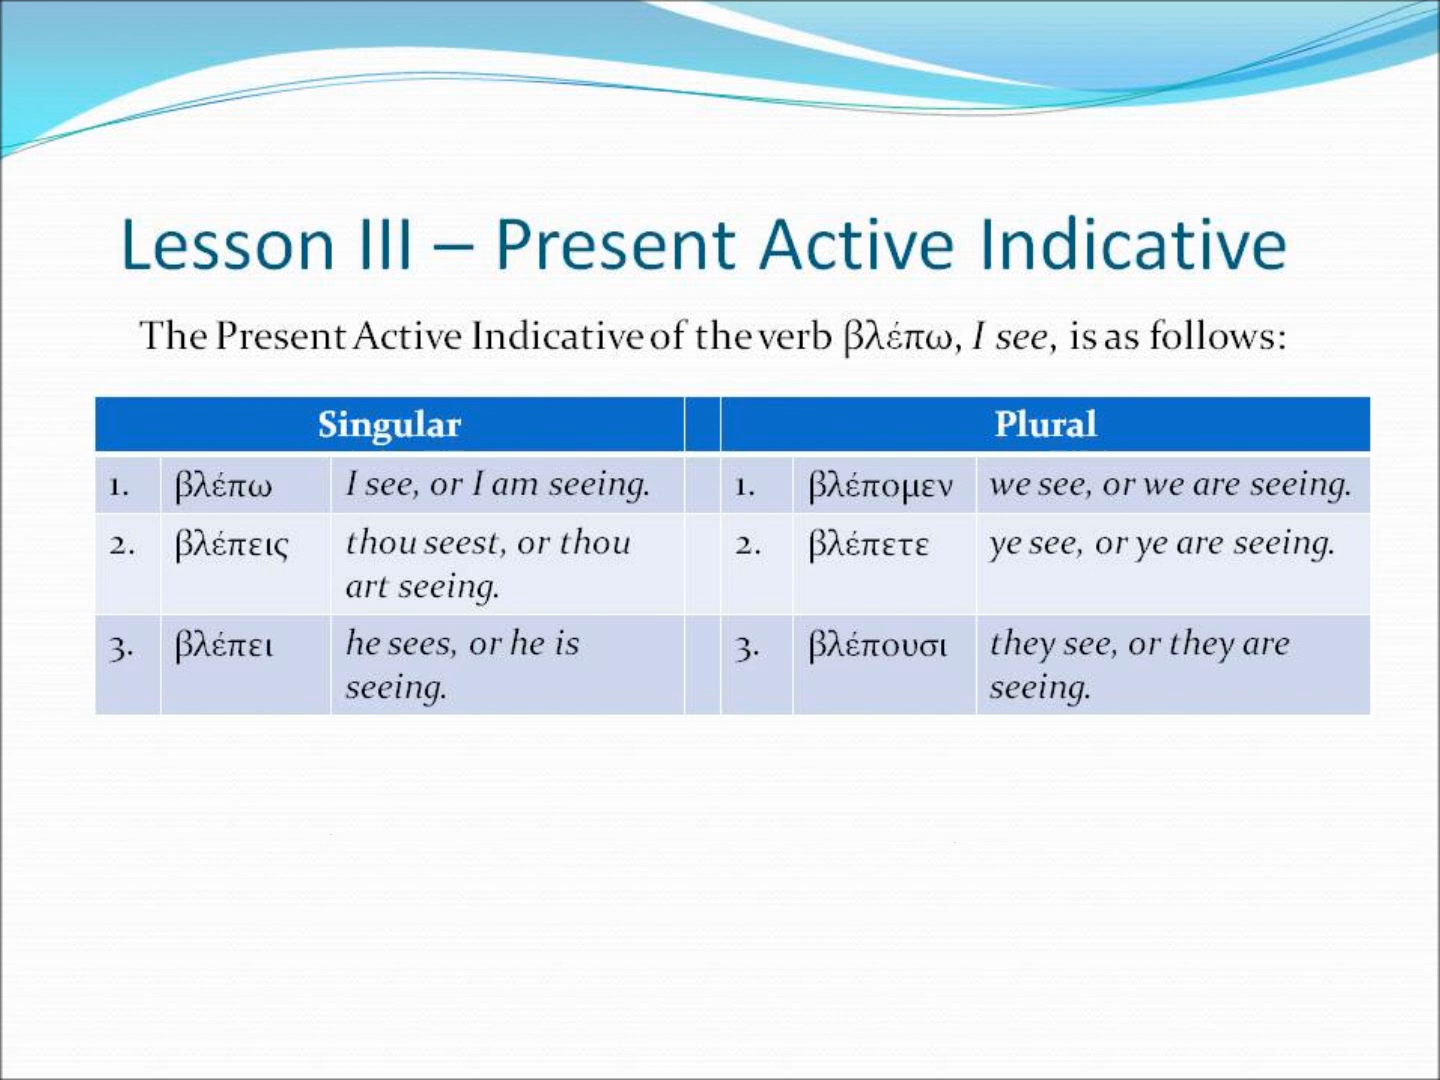 Lesson III – Present Active Indicative
The Present Active Indicative of the verb βλέπω, I see, is as follows:
Singular Plural
1. βλέπω I see, or I am seeing. 1. βλέπομεν we see, or we are seeing.
2. βλέπεις thou seest, or thou 2. βλέπετε ye see, or ye are seeing.
art seeing.
3. βλέπει he sees, or he is 3. βλέπουσι they see, or they are
seeing. seeing.